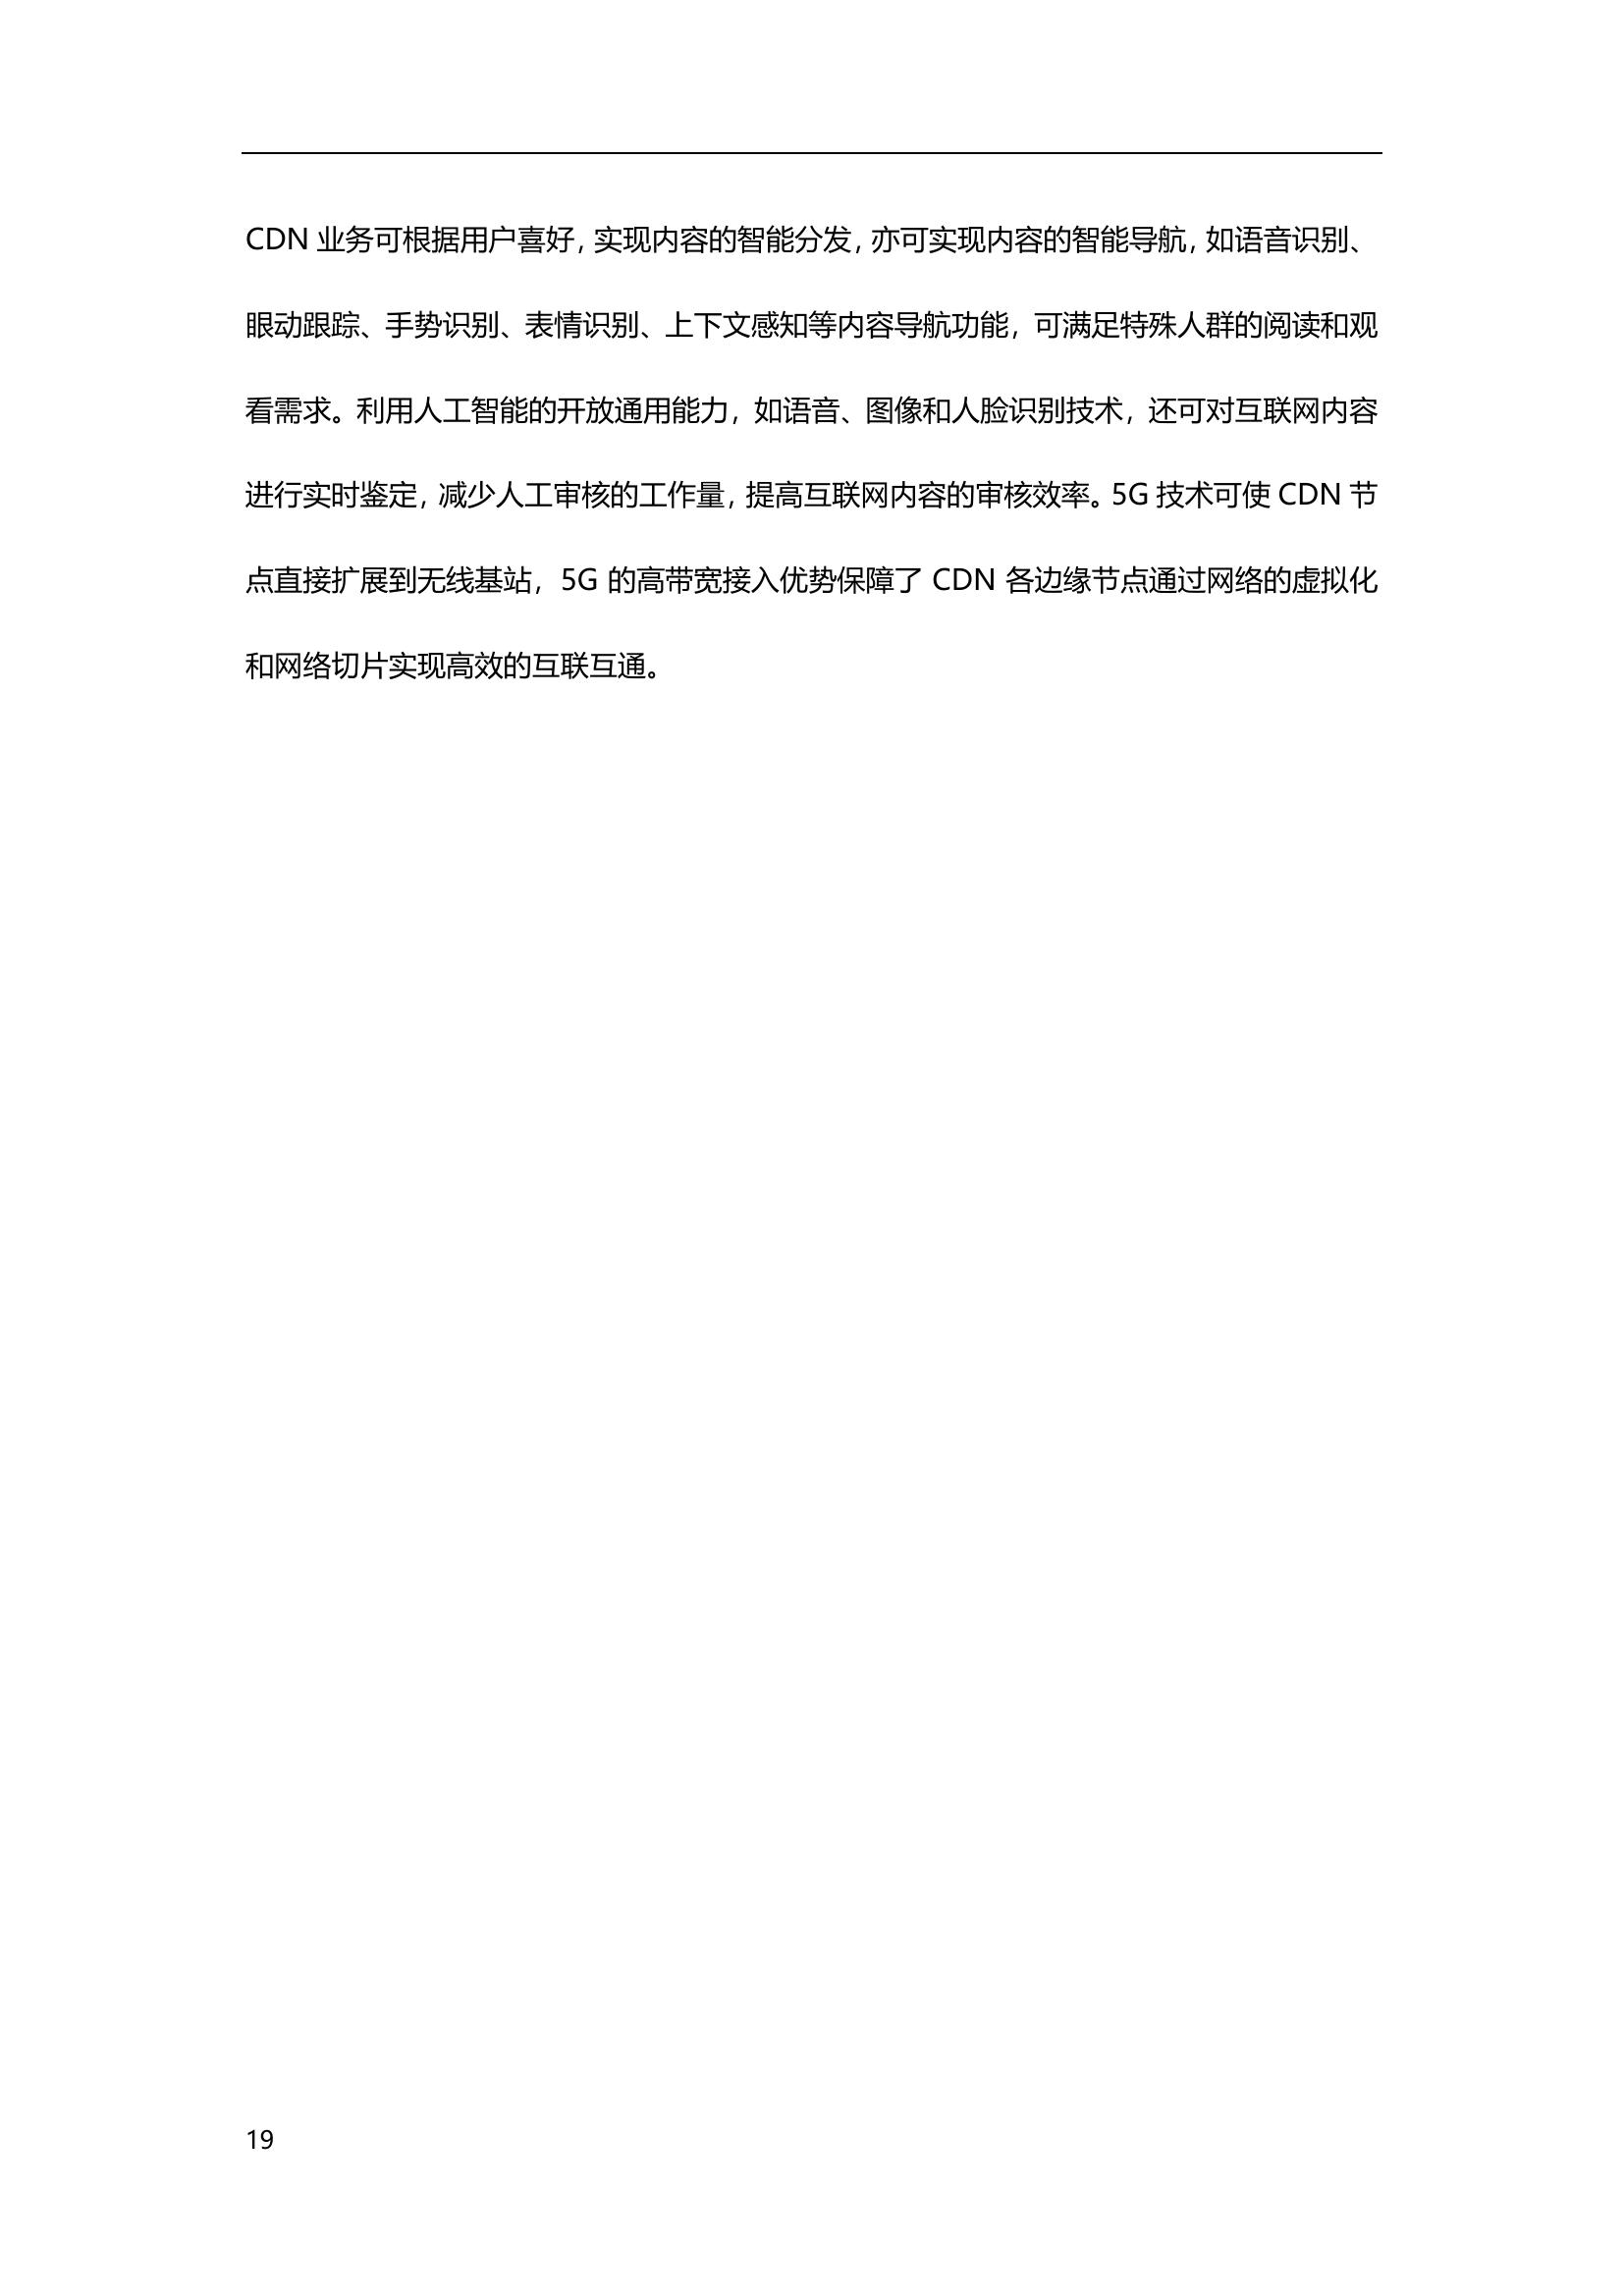 CDN 业务可根据用户喜好，实现内容的智能分发，亦可实现内容的智能导航，如语音识别、
眼动跟踪、手势识别、表情识别、上下文感知等内容导航功能，可满足特殊人群的阅读和观
看需求。利用人工智能的开放通用能力，如语音、图像和人脸识别技术，还可对互联网内容
进行实时鉴定，减少人工审核的工作量，提高互联网内容的审核效率。5G 技术可使 CDN 节
点直接扩展到无线基站，5G 的高带宽接入优势保障了 CDN 各边缘节点通过网络的虚拟化
和网络切片实现高效的互联互通。
19